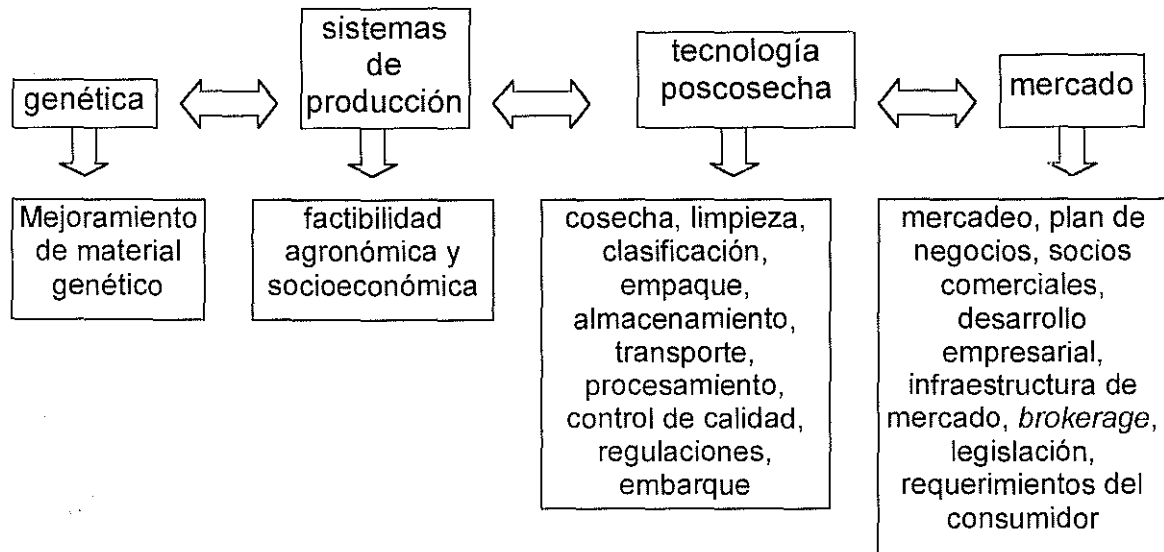 genética
sistemas
de
producción
tecnología
poscosecha
mercado
Mejoramiento
de material
genético
factibilidad
agronómica y
socioeconómica
cosecha, limpieza,
clasificación,
empaque,
almacenamiento,
transporte,
procesamiento,
control de calidad,
regulaciones,
embarque
mercadeo, plan de
negocios, socios
comerciales,
desarrollo
empresarial,
infraestructura de
mercado, brokerage,
legislación,
requerimientos del
consumidor